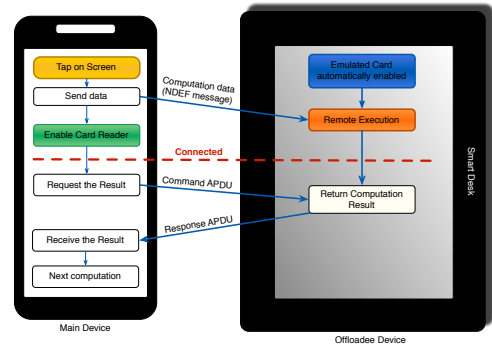 Tap on Screen
Send data
Enable Card Reader
Computation data
(NDEF message)
Emulated Card
automatically enabled
Remote Execution
Connected
Request the Result
Command APDU
Return Computation
Result
Response APDU
Receive the Result
Next computation
Smart Desk
Main Device
Offloadee Device